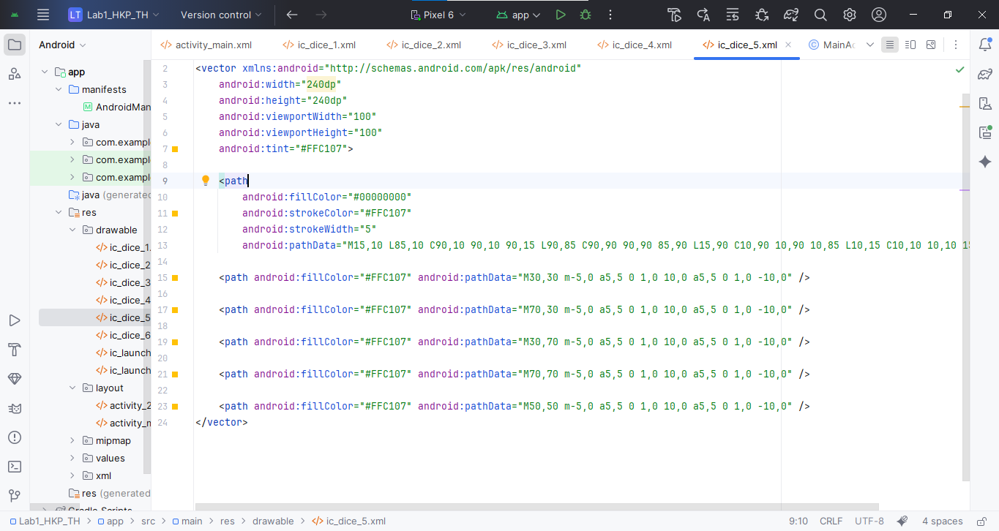 LT Lab1_HKP_TH Version control Pixel 6 app
Android
activity_main.xml ic_dice_1.xml ic_dice_2.xml ic_dice_3.xml ic_dice_4.xml ic_dice_5.xml MainAc
app
manifests
AndroidMan
java
com.exampl
com.exampl
com.exampl
java (generated
res
drawable
ic_dice_1.
ic_dice_2
ic_dice_3
ic_dice_4
ic_dice_5
ic_dice_6
ic_launch
ic_launch
layout
activity_2
activity_m
mipmap
values
xml
res (generated
Gradle Scripts
2 <vector xmlns:android="http://schemas.android.com/apk/res/android"
3 android:width="240dp"
4 android:height="240dp"
5 android:viewportWidth="100"
6 android:viewportHeight="100"
7 android:tint="#FFC107">
8
9 <path
10 android:fillColor="#00000000"
11 android:strokeColor="#FFC107"
12 android:strokeWidth="5"
13 android:pathData="M15,10 L85,10 C90,10 90,10 90,15 L90,85 C90,90 90,90 85,90 L15,90 C10,90 10,90 10,85 L10,15 C10,10 10,10 15
14
15 <path android:fillColor="#FFC107" android:pathData="M30,30 m-5,0 a5,5 0 1,0 10,0 a5,5 0 1,0 -10,0" />
16
17 <path android:fillColor="#FFC107" android:pathData="M70,30 m-5,0 a5,5 0 1,0 10,0 a5,5 0 1,0 -10,0" />
18
19 <path android:fillColor="#FFC107" android:pathData="M30,70 m-5,0 a5,5 0 1,0 10,0 a5,5 0 1,0 -10,0" />
20
21 <path android:fillColor="#FFC107" android:pathData="M70,70 m-5,0 a5,5 0 1,0 10,0 a5,5 0 1,0 -10,0" />
22
23 <path android:fillColor="#FFC107" android:pathData="M50,50 m-5,0 a5,5 0 1,0 10,0 a5,5 0 1,0 -10,0" />
24 </vector>
Lab1_HKP_TH > app > src > main > res > drawable > ic_dice_5.xml 9:10 CRLF UTF-8 4 spaces